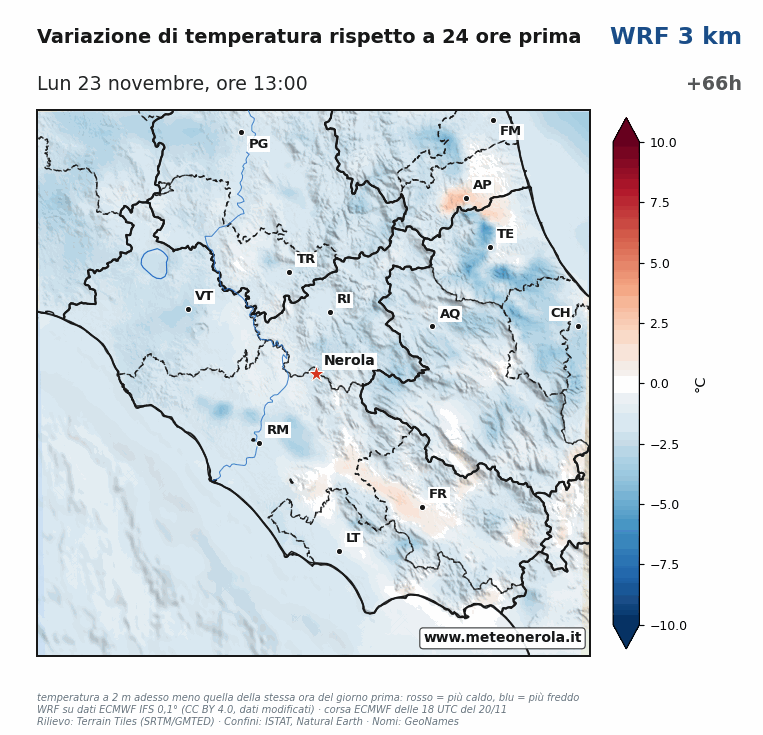 Variazione di temperatura rispetto a 24 ore prima
WRF 3 km
Lun 23 novembre, ore 13:00
+66h
FM
PG
AP
TE
TR
VT
RI
AQ
CH
Nerola
RM
FR
LT
www.meteonerola.it
10.0
7.5
5.0
2.5
0.0
−2.5
−5.0
−7.5
−10.0
°C
temperatura a 2 m adesso meno quella della stessa ora del giorno prima: rosso = più caldo, blu = più freddo
WRF su dati ECMWF IFS 0,1° (CC BY 4.0, dati modificati) · corsa ECMWF delle 18 UTC del 20/11
Rilievo: Terrain Tiles (SRTM/GMTED) · Confini: ISTAT, Natural Earth · Nomi: GeoNames